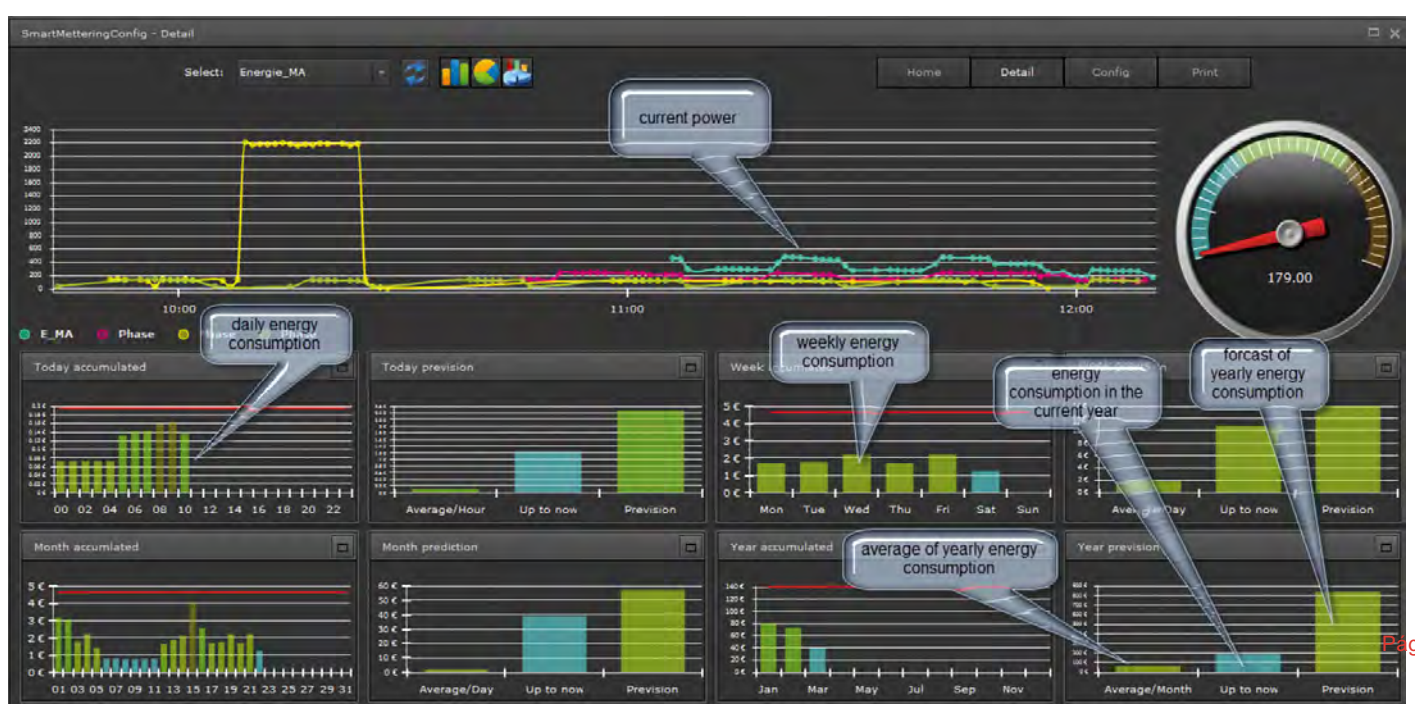 SmartMetteringConfig - Detail
Select: Energie_MA
Home Detail Config Print
current power
2400
2200
2000
1800
1600
1400
1200
1000
800
600
400
200
0
10:00 11:00 12:00
179.00
E_MA Phase
daily energy
consumption
weekly energy
consumption
energy
consumption in the
current year
forcast of
yearly energy
consumption
Today accumulated
00 02 04 06 08 10 12 14 16 18 20 22
Today prevision
Average/Hour Up to now Prevision
Week
5 €
4 €
3 €
2 €
1 €
0 €
Mon Tue Wed Thu Fri Sat Sun
Average/Day Up to now Prevision
Month accumlated
5 €
4 €
3 €
2 €
1 €
0 €
01 03 05 07 09 11 13 15 17 19 21 23 25 27 29 31
Month prediction
60 €
50 €
40 €
30 €
20 €
10 €
0 €
Average/Day Up to now Prevision
Year accumulated
average of yearly energy
consumption
140 €
120 €
100 €
80 €
60 €
40 €
20 €
0 €
Jan Mar May Jul Sep Nov
Year prevision
Average/Month Up to now Prevision
Pág